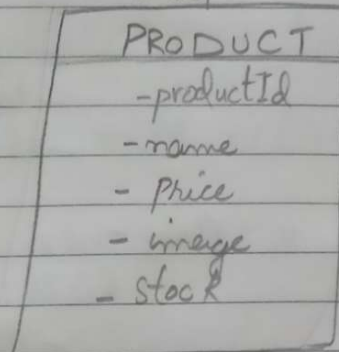 PRODUCT
-productId
-name
- Price
- image
- stock